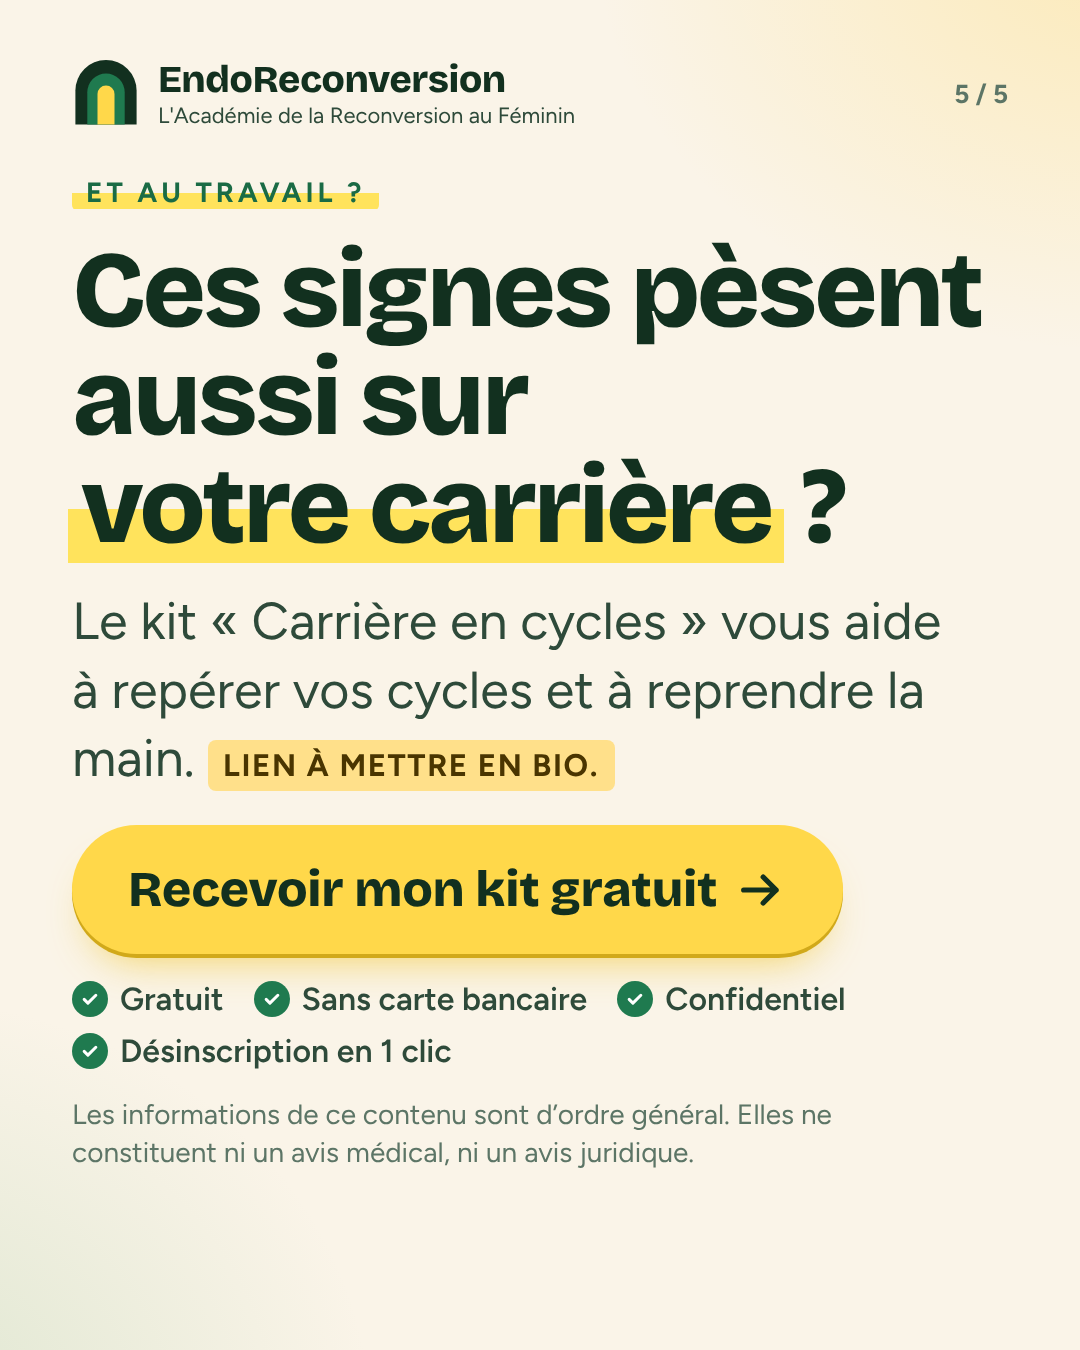 EndoReconversion
L'Académie de la Reconversion au Féminin
5 / 5
ET AU TRAVAIL ?
Ces signes pèsent
aussi sur
votre carrière ?
Le kit « Carrière en cycles » vous aide
à repérer vos cycles et à reprendre la
main. LIEN À METTRE EN BIO.
Recevoir mon kit gratuit →
Gratuit Sans carte bancaire Confidentiel
Désinscription en 1 clic
Les informations de ce contenu sont d’ordre général. Elles ne
constituent ni un avis médical, ni un avis juridique.